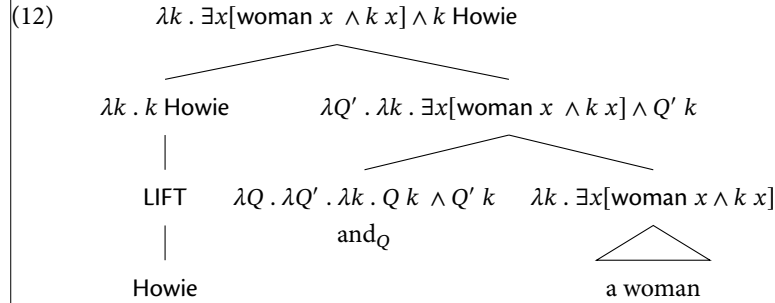 (12) λk . ∃x[woman x ∧ k x] ∧ k Howie
λk . k Howie λQ′ . λk . ∃x[woman x ∧ k x] ∧ Q′ k
LIFT λQ . λQ′ . λk . Q k ∧ Q′ k λk . ∃x[woman x ∧ k x]
and_Q
Howie a woman